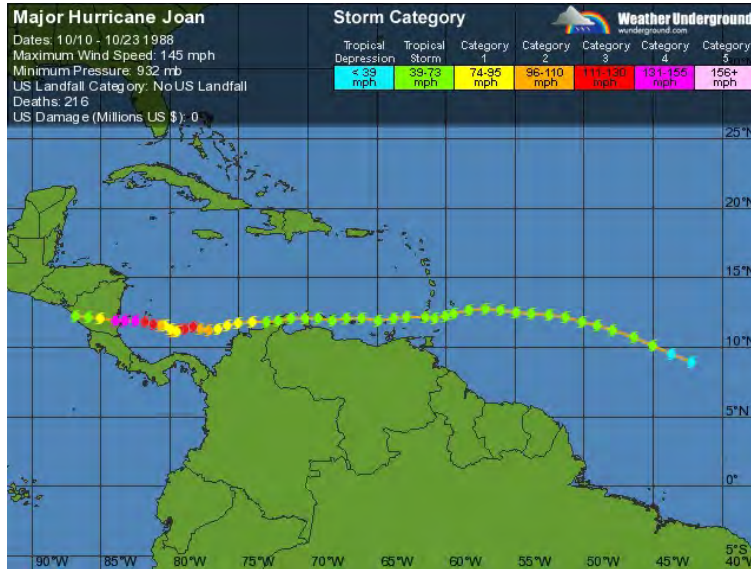 Major Hurricane Joan
Dates: 10/10 - 10/23 1988
Maximum Wind Speed: 145 mph
Minimum Pressure: 932 mb
US Landfall Category: No US Landfall
Deaths: 216
US Damage (Millions US $): 0
Storm Category
Weather Underground
wunderground.com
Tropical Depression
Tropical Storm
Category 1
Category 2
Category 3
Category 4
Category 5
< 39 mph
39-73 mph
74-95 mph
96-110 mph
111-130 mph
131-155 mph
156+ mph
25°N
20°N
15°N
10°N
5°N
0°
5°S
90°W 85°W 80°W 75°W 70°W 65°W 60°W 55°W 50°W 45°W 40°W